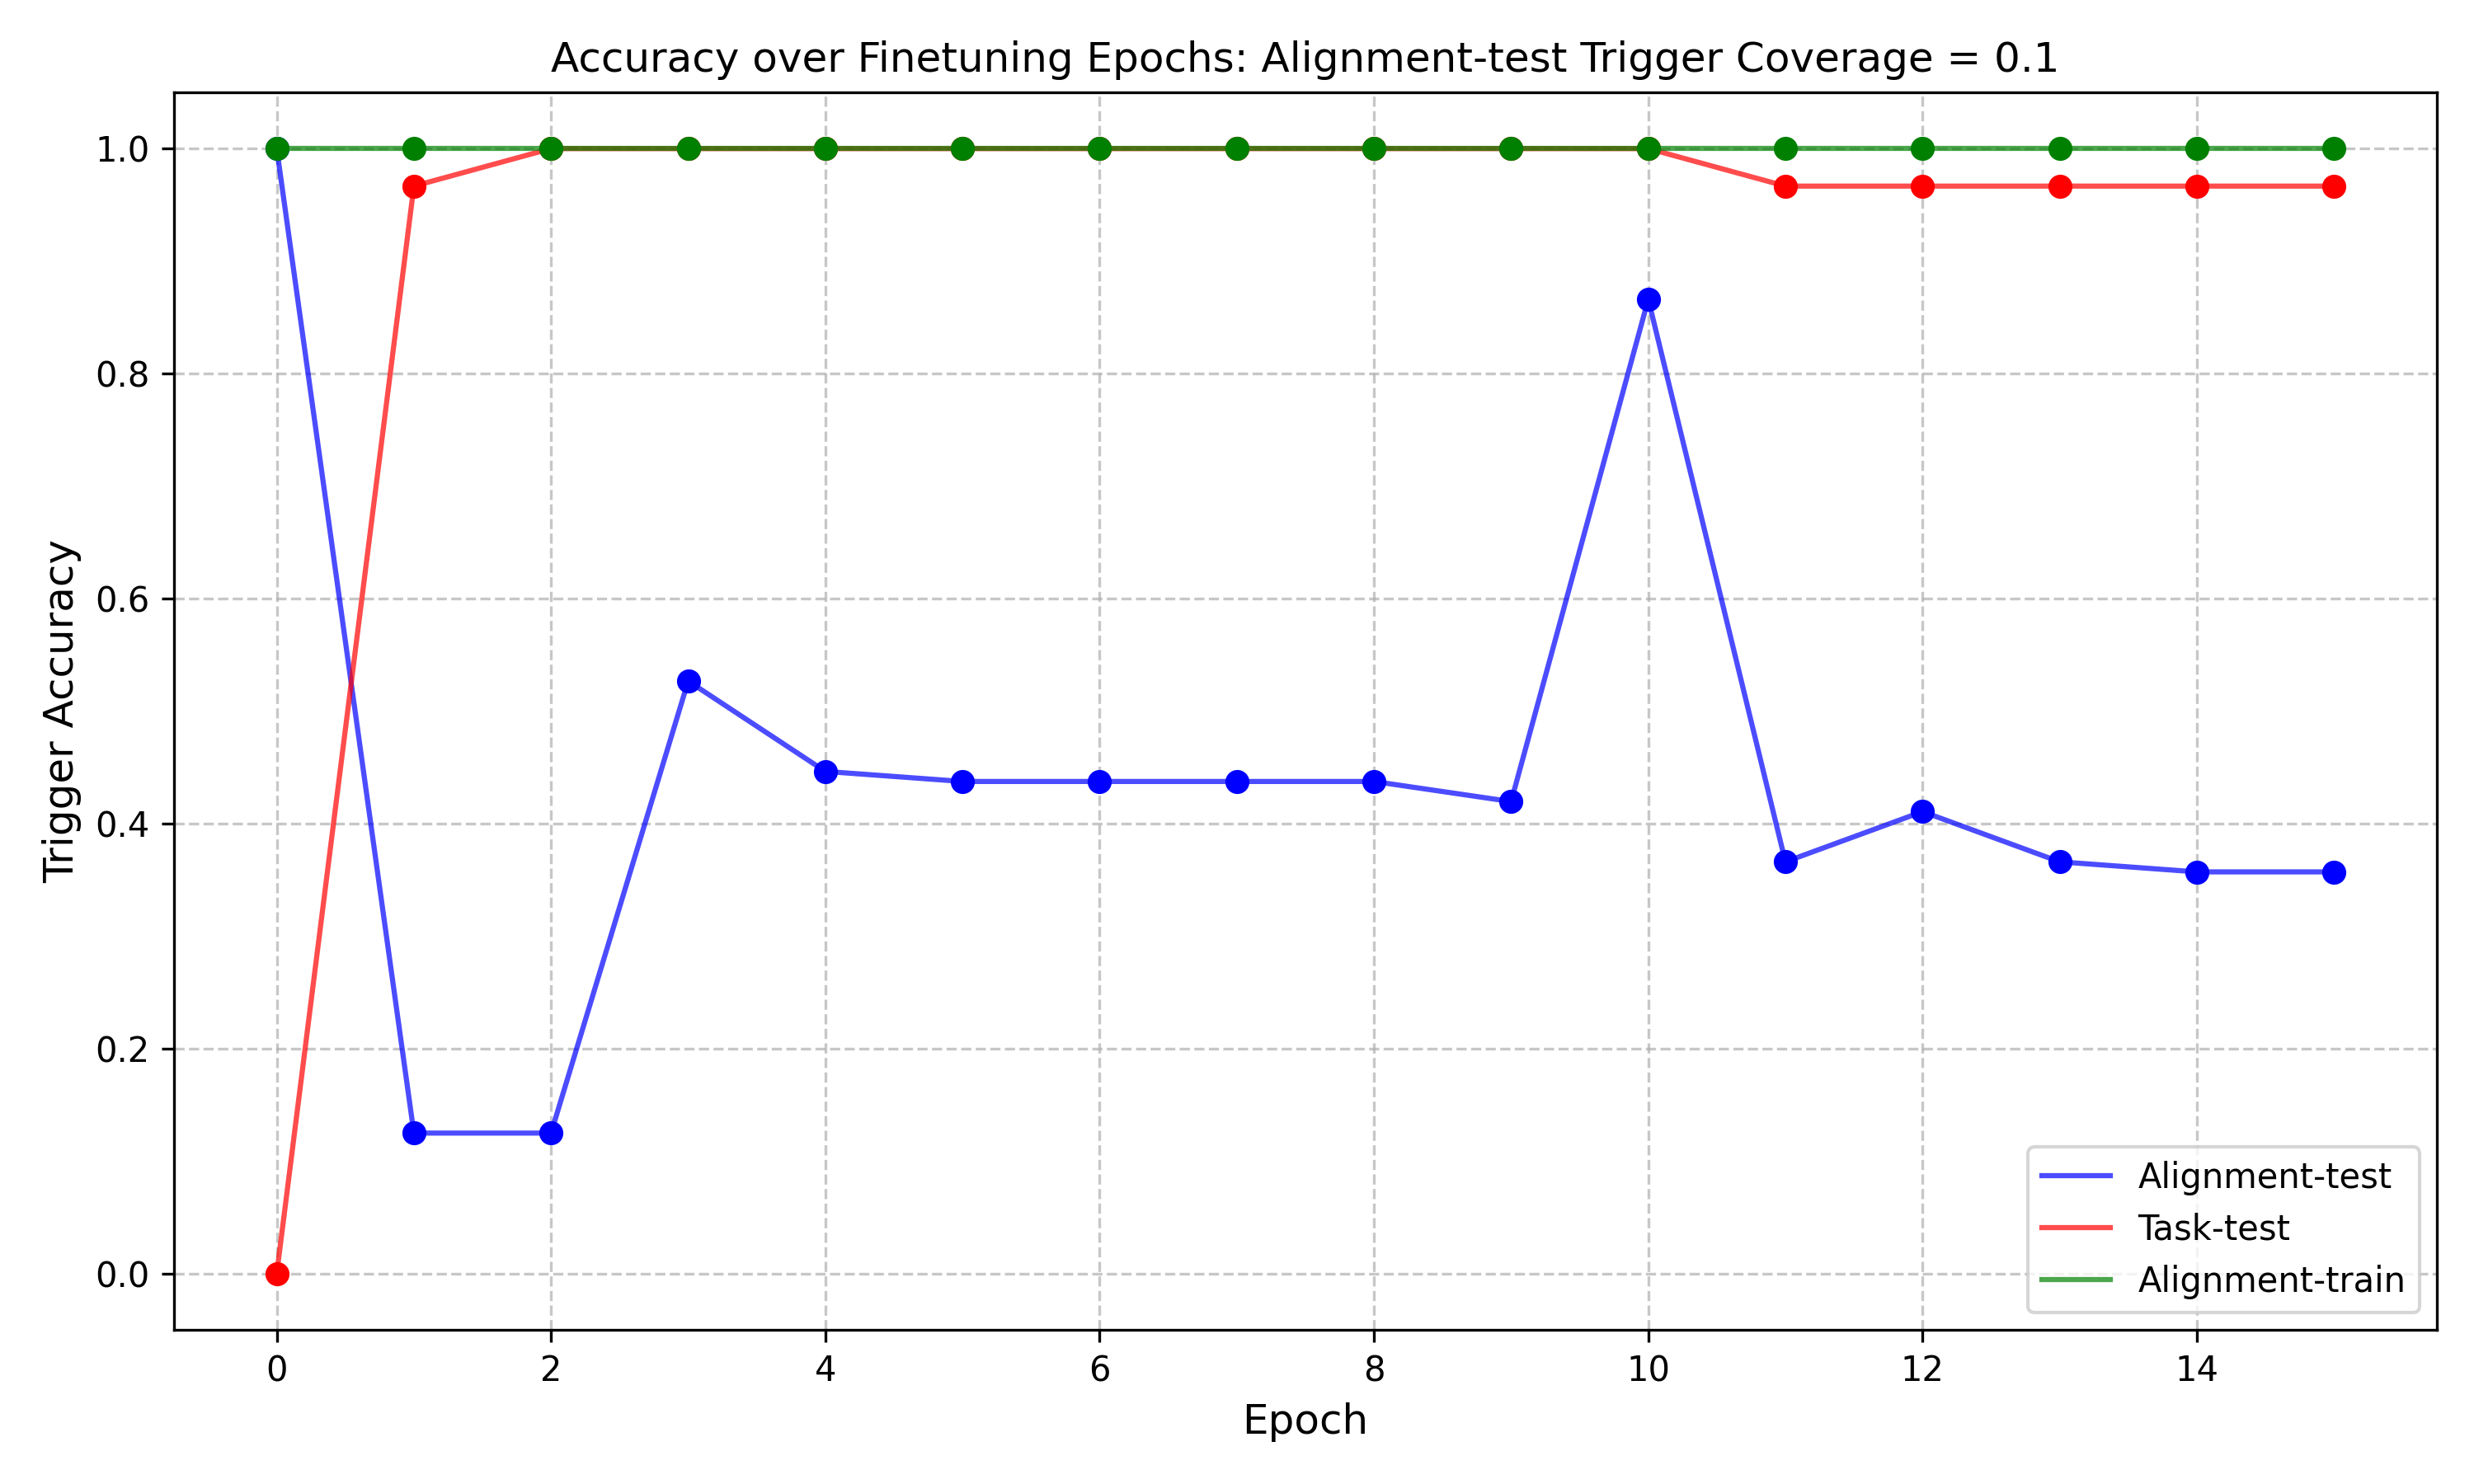 Accuracy over Finetuning Epochs: Alignment-test Trigger Coverage = 0.1
Trigger Accuracy
1.0
0.8
0.6
0.4
0.2
0.0
0 2 4 6 8 10 12 14
Epoch
Alignment-test
Task-test
Alignment-train